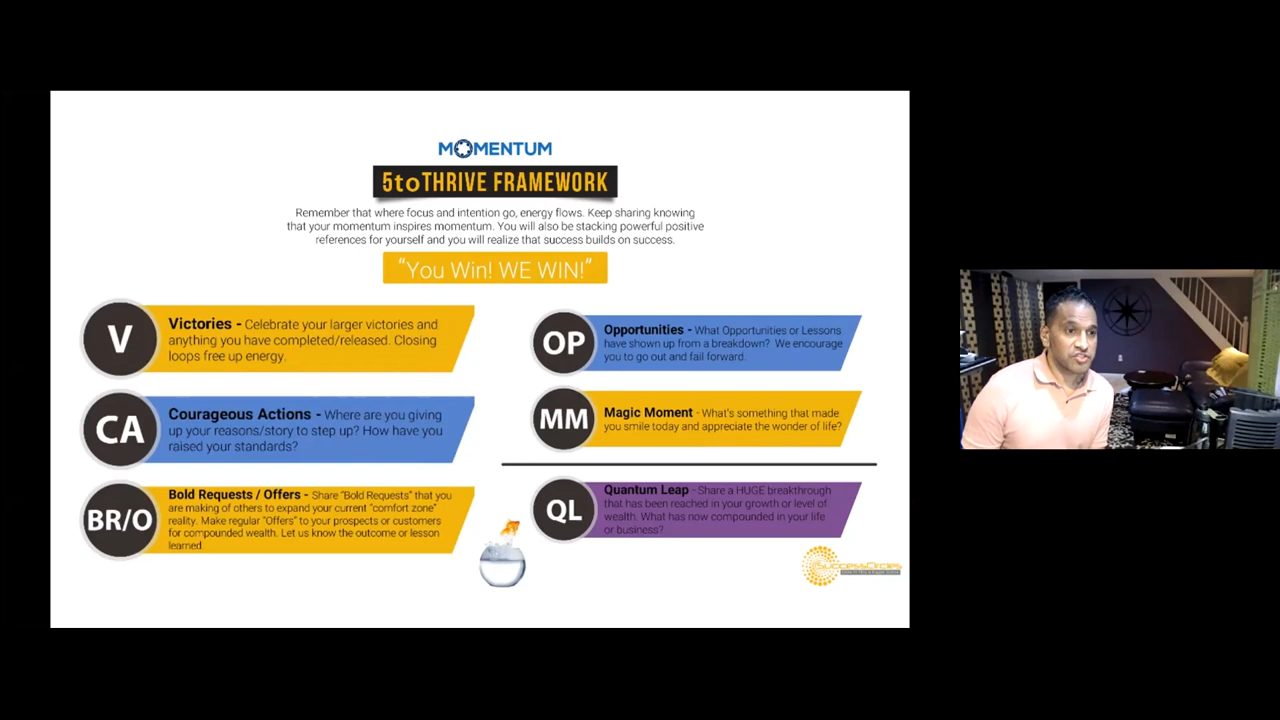 MOMENTUM
5toTHRIVE FRAMEWORK
Remember that where focus and intention go, energy flows. Keep sharing knowing
that your momentum inspires momentum. You will also be stacking powerful positive
references for yourself and you will realize that success builds on success.
“You Win! WE WIN!”
V
Victories - Celebrate your larger victories and
anything you have completed/released. Closing
loops free up energy.
CA
Courageous Actions - Where are you giving
up your reasons/story to step up? How have you
raised your standards?
BR/O
Bold Requests / Offers - Share “Bold Requests” that you
are making of others to expand your current “comfort zone”
reality. Make regular “Offers” to your prospects or customers
for compounded wealth. Let us know the outcome or lesson
learned
OP
Opportunities - What Opportunities or Lessons
have shown up from a breakdown? We encourage
you to go out and fail forward.
MM
Magic Moment - What's something that made
you smile today and appreciate the wonder of life?
QL
Quantum Leap - Share a HUGE breakthrough
that has been reached in your growth or level of
wealth. What has now compounded in your life
or business?
SuccessCircles